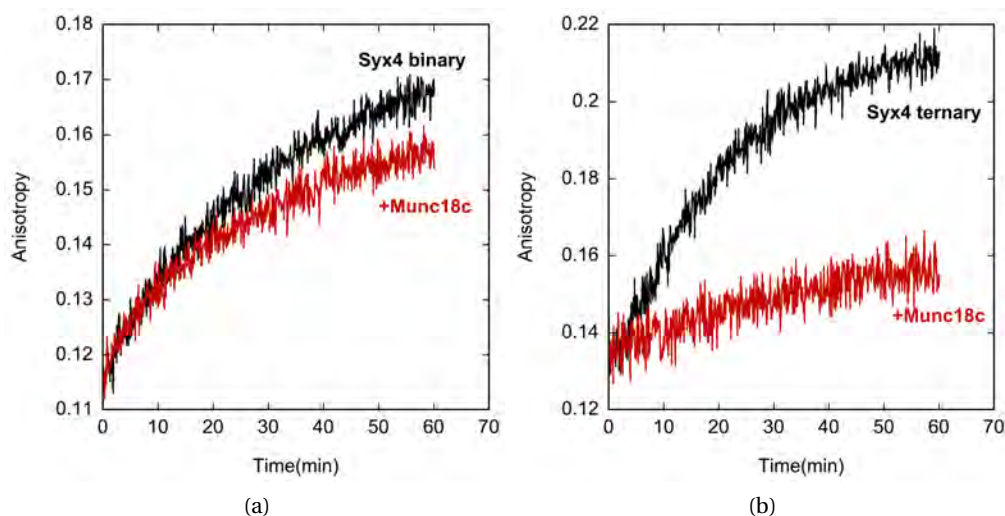 0.18
0.17
0.16
0.15
0.14
0.13
0.12
0.11
Anisotropy
Syx4 binary
+Munc18c
0 10 20 30 40 50 60 70
Time(min)
(a)
0.22
0.2
0.18
0.16
0.14
0.12
Anisotropy
Syx4 ternary
+Munc18c
0 10 20 30 40 50 60 70
Time(min)
(b)